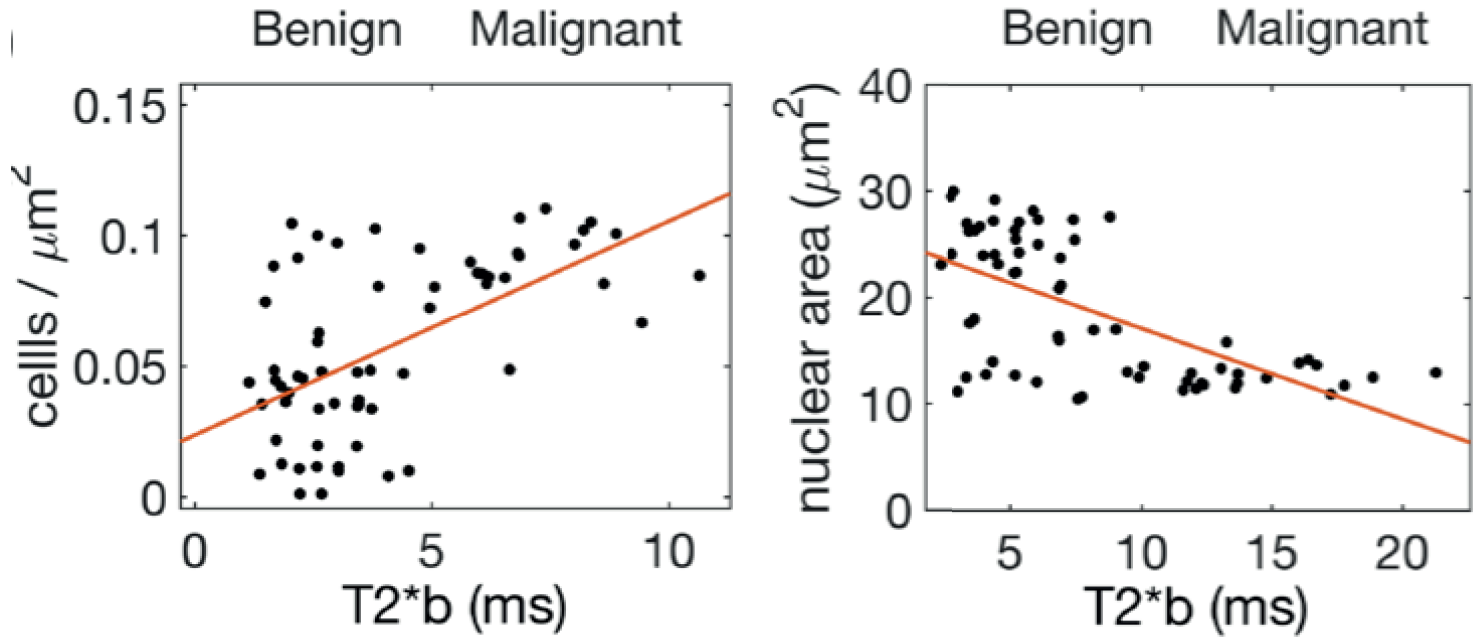 Benign Malignant
0.15
0.1
0.05
0
cellls / μm2
0 5 10
T2*b (ms)
Benign Malignant
40
30
20
10
0
nuclear area (μm2)
5 10 15 20
T2*b (ms)